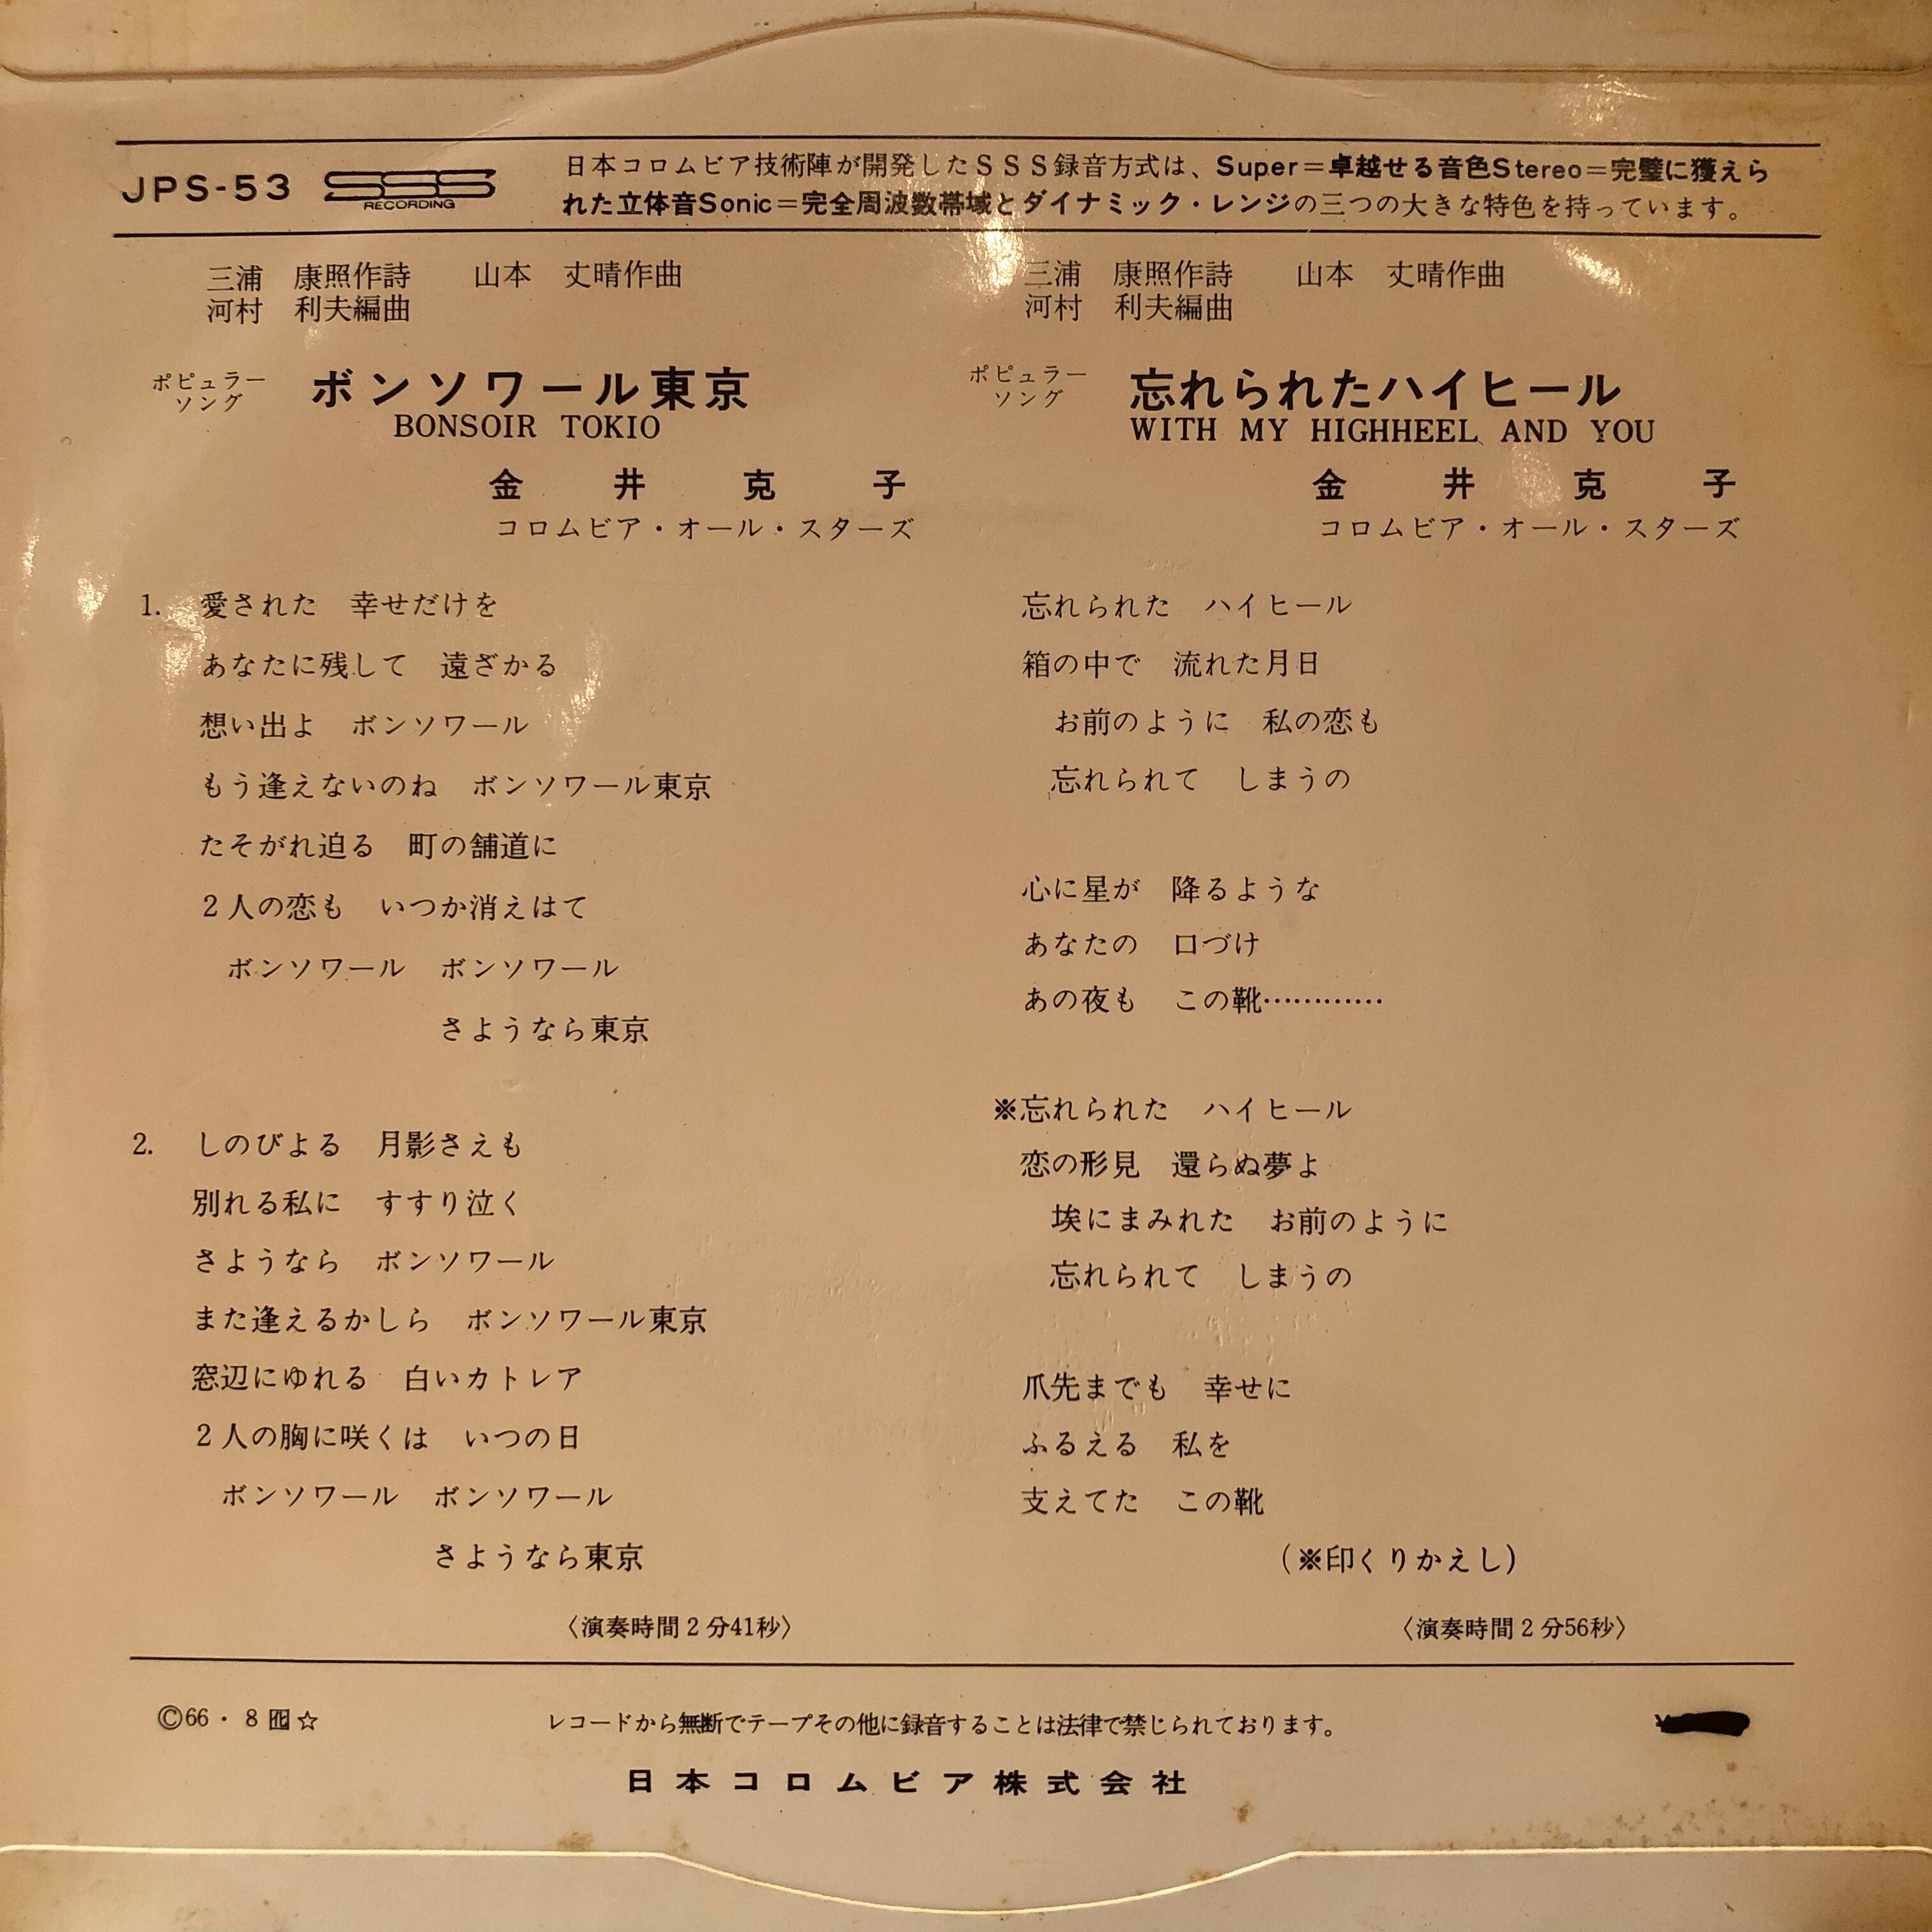 JPS-53 SSS RECORDING
日本コロムビア技術陣が開発したＳＳＳ録音方式は、Super＝卓越せる音色Stereo＝完璧に獲えら
れた立体音Sonic＝完全周波数帯域とダイナミック・レンジの三つの大きな特色を持っています。
三浦　康照作詩　　山本　丈晴作曲
河村　利夫編曲
ポピュラー
ソング
ボンソワール東京
BONSOIR TOKIO
金井克子
コロムビア・オール・スターズ
1.　愛された　幸せだけを
あなたに残して　遠ざかる
想い出よ　ボンソワール
もう逢えないのね　ボンソワール東京
たそがれ迫る　町の舗道に
２人の恋も　いつか消えはて
ボンソワール　ボンソワール
さようなら東京
2.　しのびよる　月影さえも
別れる私に　すすり泣く
さようなら　ボンソワール
また逢えるかしら　ボンソワール東京
窓辺にゆれる　白いカトレア
２人の胸に咲くは　いつの日
ボンソワール　ボンソワール
さようなら東京
〈演奏時間２分41秒〉
三浦　康照作詩　　山本　丈晴作曲
河村　利夫編曲
ポピュラー
ソング
忘れられたハイヒール
WITH MY HIGHHEEL AND YOU
金井克子
コロムビア・オール・スターズ
忘れられた　ハイヒール
箱の中で　流れた月日
お前のように　私の恋も
忘れられて　しまうの
心に星が　降るような
あなたの　口づけ
あの夜も　この靴…………
※忘れられた　ハイヒール
恋の形見　還らぬ夢よ
埃にまみれた　お前のように
忘れられて　しまうの
爪先までも　幸せに
ふるえる　私を
支えてた　この靴
（※印くりかえし）
〈演奏時間２分56秒〉
Ⓒ66・8 ☆
レコードから無断でテープその他に録音することは法律で禁じられております。
日本コロムビア株式会社